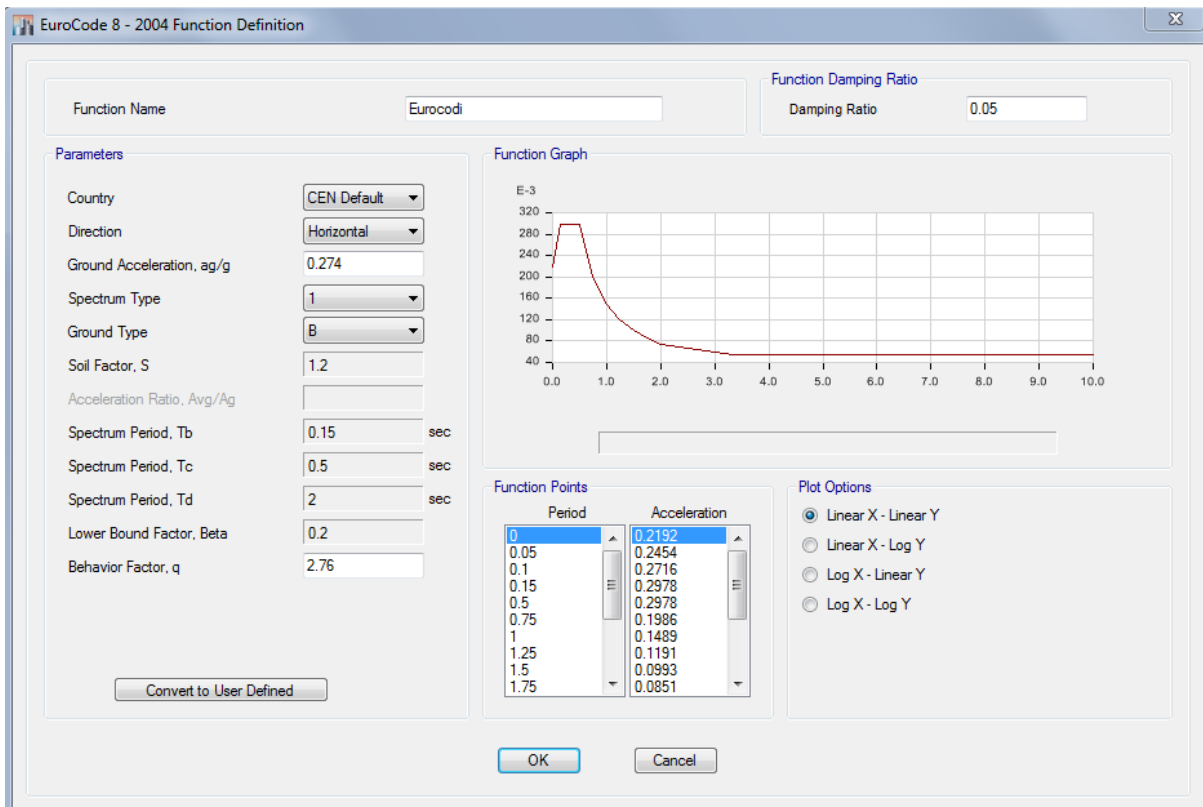 EuroCode 8 - 2004 Function Definition
Function Name
Eurocodi
Function Damping Ratio
Damping Ratio
0.05
Parameters
Country
CEN Default
Direction
Horizontal
Ground Acceleration, ag/g
0.274
Spectrum Type
1
Ground Type
B
Soil Factor, S
1.2
Acceleration Ratio, Avg/Ag
Spectrum Period, Tb
0.15
sec
Spectrum Period, Tc
0.5
sec
Spectrum Period, Td
2
sec
Lower Bound Factor, Beta
0.2
Behavior Factor, q
2.76
Convert to User Defined
Function Graph
E-3
320
280
240
200
160
120
80
40
0.0 1.0 2.0 3.0 4.0 5.0 6.0 7.0 8.0 9.0 10.0
Function Points
Period Acceleration
0 0.2192
0.05 0.2454
0.1 0.2716
0.15 0.2978
0.5 0.2978
0.75 0.1986
1 0.1489
1.25 0.1191
1.5 0.0993
1.75 0.0851
Plot Options
Linear X - Linear Y
Linear X - Log Y
Log X - Linear Y
Log X - Log Y
OK
Cancel